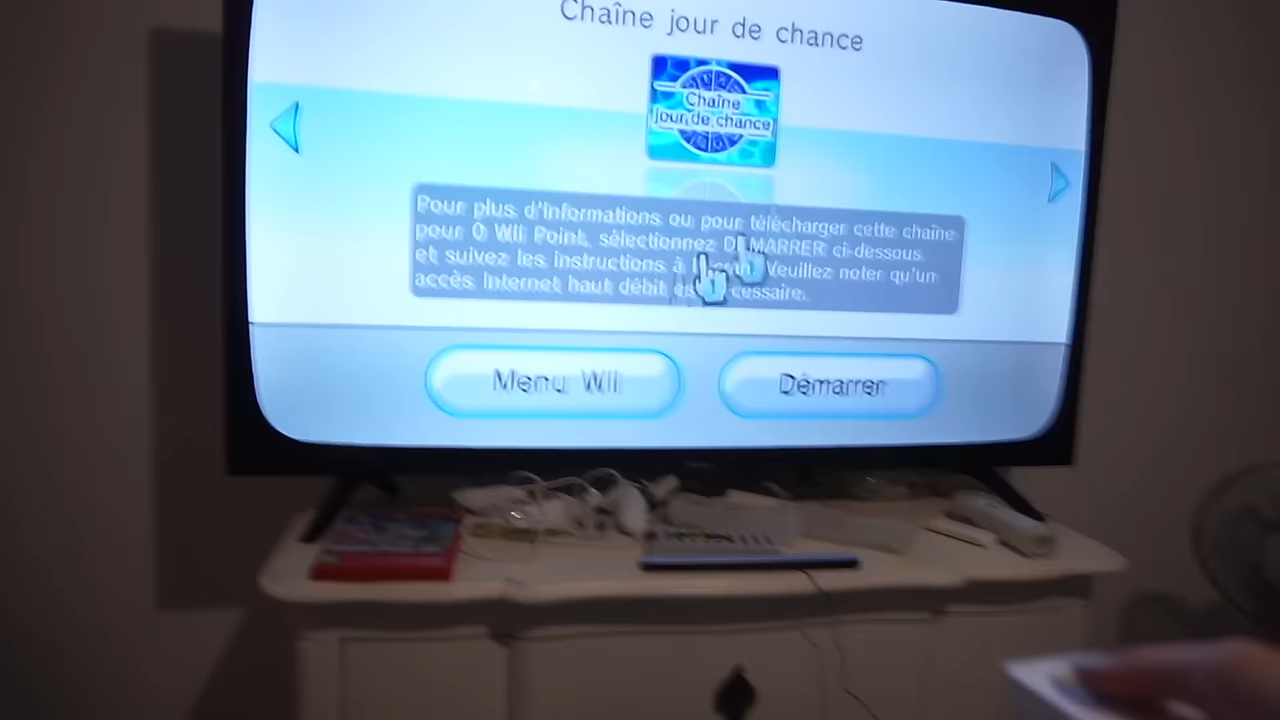 Chaîne jour de chance
Chaîne
jour de chance
Pour plus d'informations ou pour télécharger cette chaîne
pour 0 Wii Point, sélectionnez DÉMARRER ci-dessous
et suivez les instructions à Veuillez noter qu'un
accès Internet haut débit
Menu Wii
Démarrer